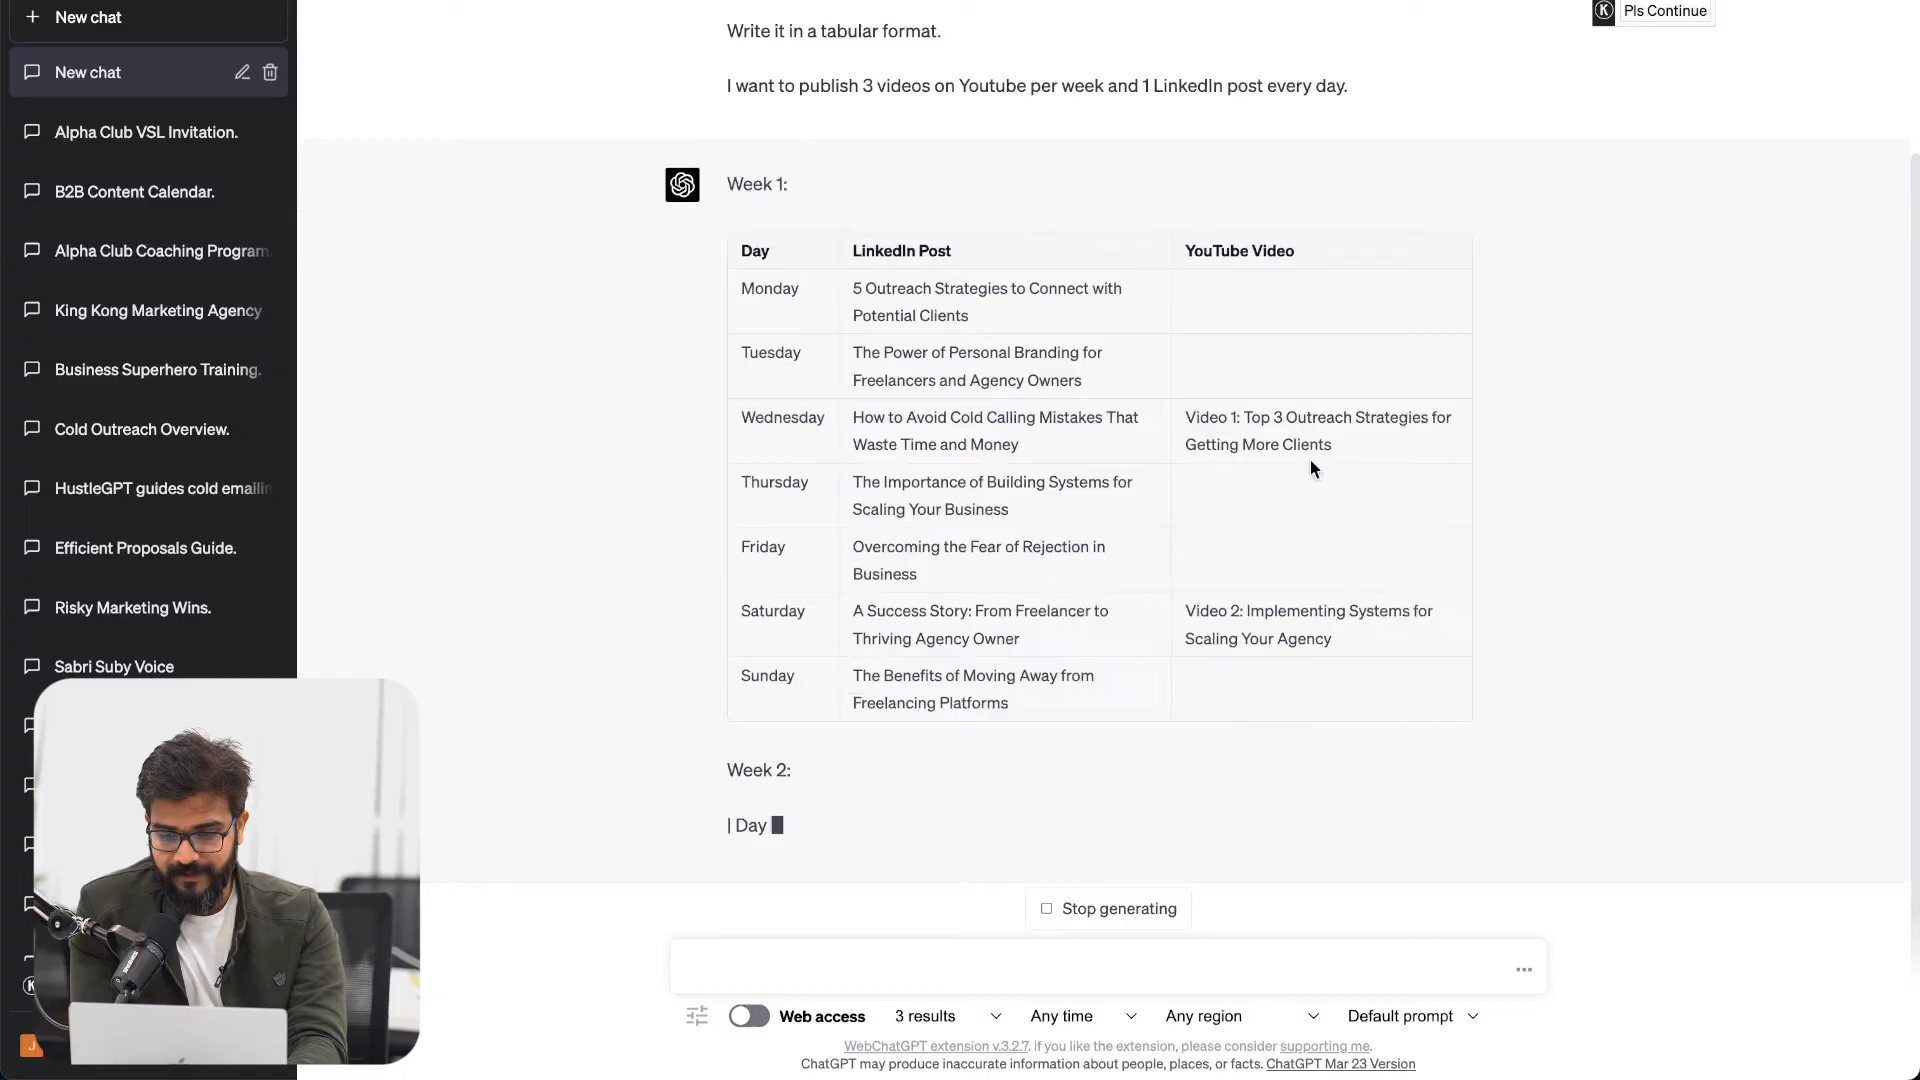 New chat
New chat
Alpha Club VSL Invitation.
B2B Content Calendar.
Alpha Club Coaching Program.
King Kong Marketing Agency
Business Superhero Training.
Cold Outreach Overview.
HustleGPT guides cold emailin
Efficient Proposals Guide.
Risky Marketing Wins.
Sabri Suby Voice
K
J
K Pls Continue
Write it in a tabular format.
I want to publish 3 videos on Youtube per week and 1 LinkedIn post every day.
Week 1:
Day LinkedIn Post YouTube Video
Monday 5 Outreach Strategies to Connect with
Potential Clients
Tuesday The Power of Personal Branding for
Freelancers and Agency Owners
Wednesday How to Avoid Cold Calling Mistakes That Video 1: Top 3 Outreach Strategies for
Waste Time and Money Getting More Clients
Thursday The Importance of Building Systems for
Scaling Your Business
Friday Overcoming the Fear of Rejection in
Business
Saturday A Success Story: From Freelancer to Video 2: Implementing Systems for
Thriving Agency Owner Scaling Your Agency
Sunday The Benefits of Moving Away from
Freelancing Platforms
Week 2:
| Day
Stop generating
Web access 3 results Any time Any region Default prompt
WebChatGPT extension v.3.2.7. If you like the extension, please consider supporting me.
ChatGPT may produce inaccurate information about people, places, or facts. ChatGPT Mar 23 Version